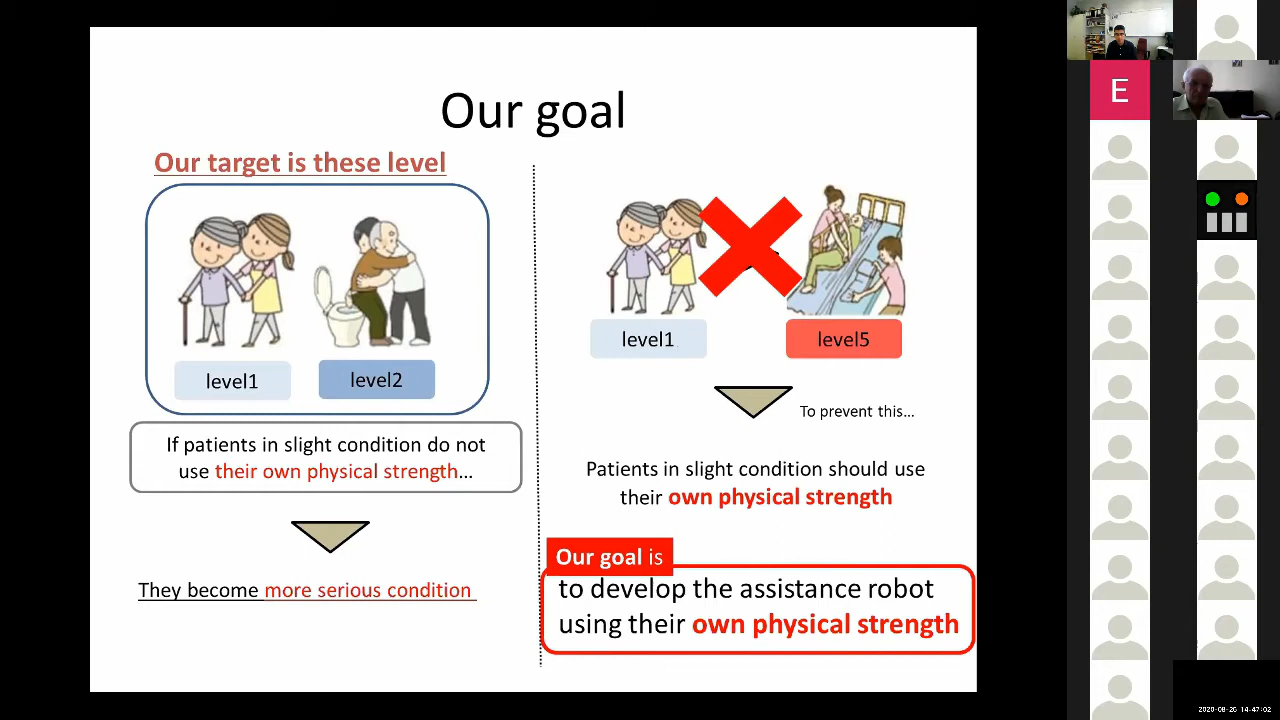 Our goal
Our target is these level
level1
level2
If patients in slight condition do not
use their own physical strength...
They become more serious condition
level1
level5
To prevent this...
Patients in slight condition should use
their own physical strength
Our goal is
to develop the assistance robot
using their own physical strength
E
2020-08-26 14:47:02